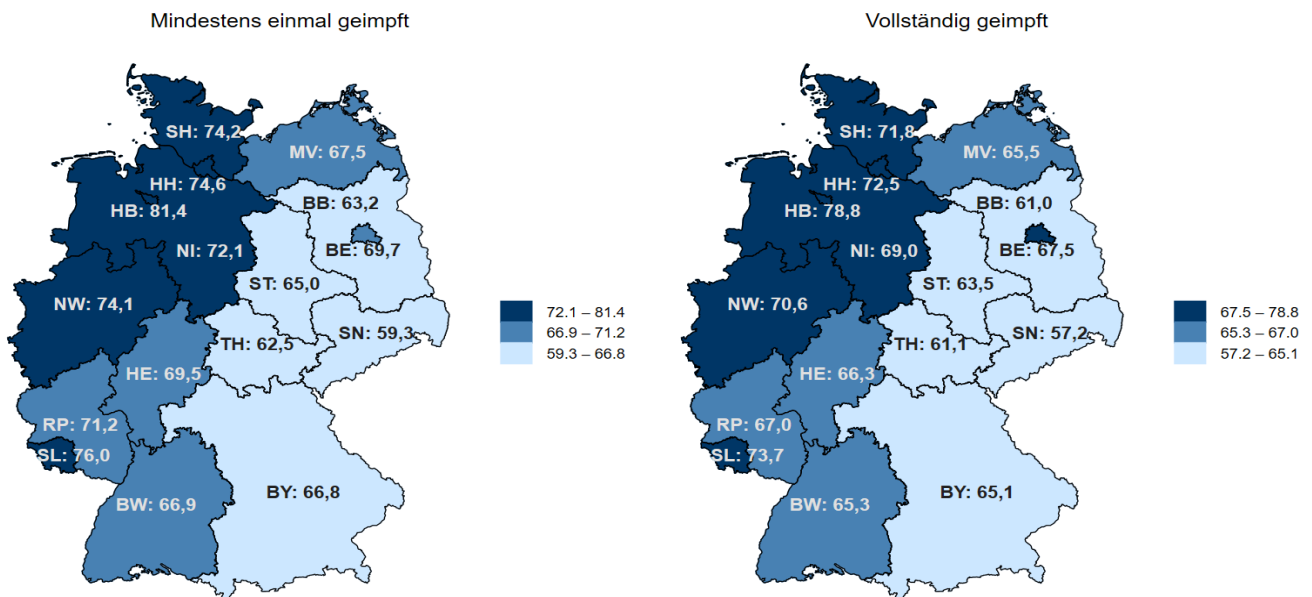 Mindestens einmal geimpft
SH: 74,2
MV: 67,5
HH: 74,6
BB: 63,2
HB: 81,4
NI: 72,1
BE: 69,7
ST: 65,0
NW: 74,1
SN: 59,3
TH: 62,5
HE: 69,5
RP: 71,2
SL: 76,0
BW: 66,9
BY: 66,8
72.1 – 81.4
66.9 – 71.2
59.3 – 66.8
Vollständig geimpft
SH: 71,8
MV: 65,5
HH: 72,5
BB: 61,0
HB: 78,8
NI: 69,0
BE: 67,5
ST: 63,5
NW: 70,6
SN: 57,2
TH: 61,1
HE: 66,3
RP: 67,0
SL: 73,7
BW: 65,3
BY: 65,1
67.5 – 78.8
65.3 – 67.0
57.2 – 65.1